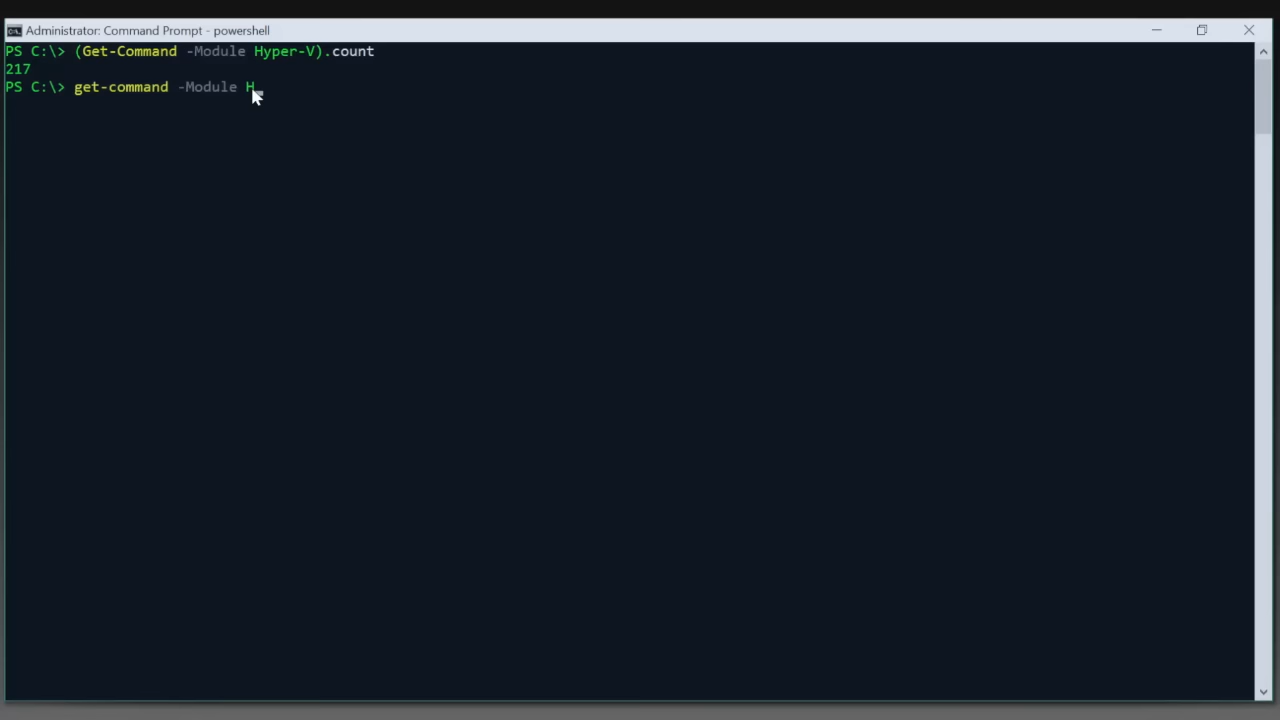 Administrator: Command Prompt - powershell
PS C:\> (Get-Command -Module Hyper-V).count
217
PS C:\> get-command -Module H